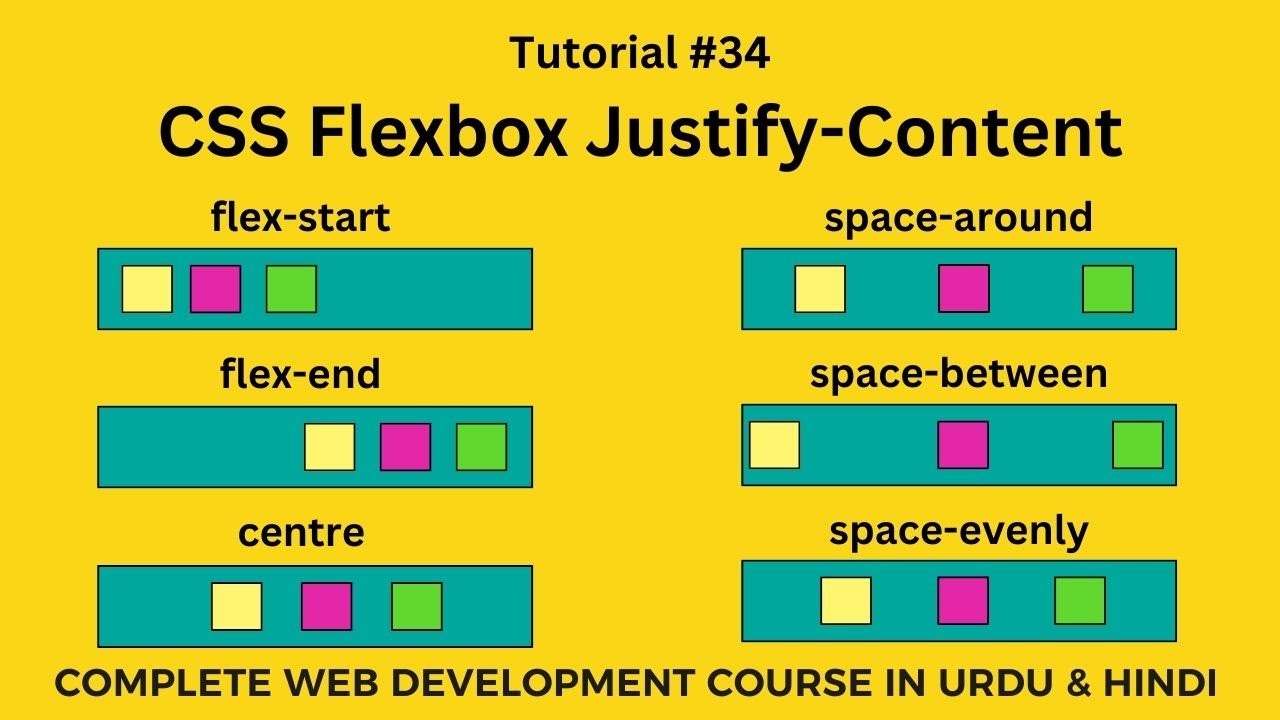 Tutorial #34
CSS Flexbox Justify-Content
flex-start
space-around
flex-end
space-between
centre
space-evenly
COMPLETE WEB DEVELOPMENT COURSE IN URDU & HINDI